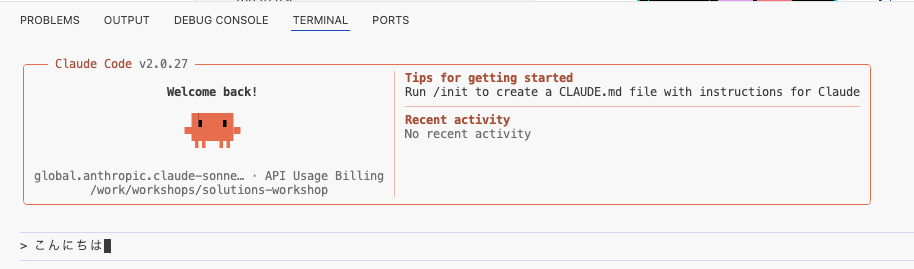 PROBLEMS OUTPUT DEBUG CONSOLE TERMINAL PORTS
Claude Code v2.0.27
Welcome back!
global.anthropic.claude-sonne… · API Usage Billing
/work/workshops/solutions-workshop
Tips for getting started
Run /init to create a CLAUDE.md file with instructions for Claude
Recent activity
No recent activity
> こんにちは